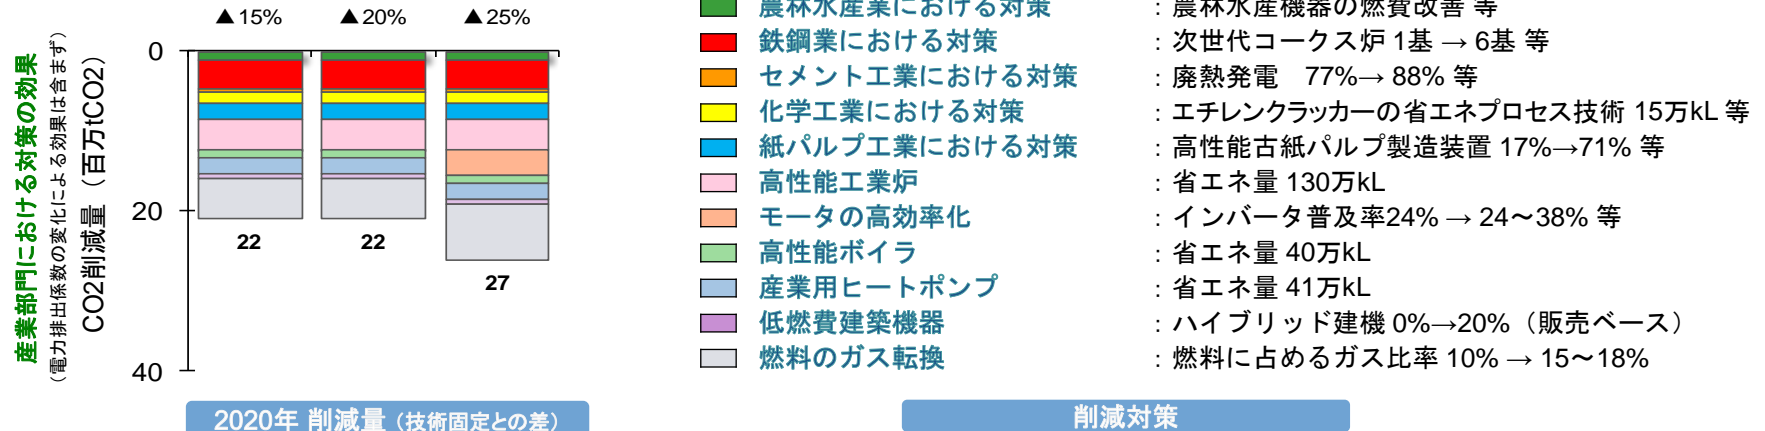 ▲15%
▲20%
▲25%
産業部門における対策の効果
（電力排出係数の変化による効果は含まず）
CO2削減量（百万tCO2）
0
20
40
22
22
27
2020年 削減量（技術固定との差）
農林水産業における対策 : 農林水産機器の燃費改善 等
鉄鋼業における対策 : 次世代コークス炉 1基 → 6基 等
セメント工業における対策 : 廃熱発電　77%→ 88% 等
化学工業における対策 : エチレンクラッカーの省エネプロセス技術 15万kL 等
紙パルプ工業における対策 : 高性能古紙パルプ製造装置 17%→71% 等
高性能工業炉 : 省エネ量 130万kL
モータの高効率化 : インバータ普及率24% → 24～38% 等
高性能ボイラ : 省エネ量 40万kL
産業用ヒートポンプ : 省エネ量 41万kL
低燃費建築機器 : ハイブリッド建機 0%→20%（販売ベース）
燃料のガス転換 : 燃料に占めるガス比率 10% → 15～18%
削減対策